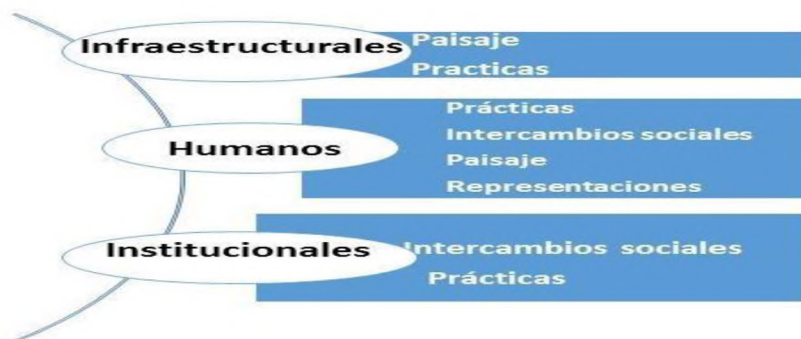 Infraestructurales
Paisaje
Practicas
Humanos
Prácticas
Intercambios sociales
Paisaje
Representaciones
Institucionales
Intercambios sociales
Prácticas